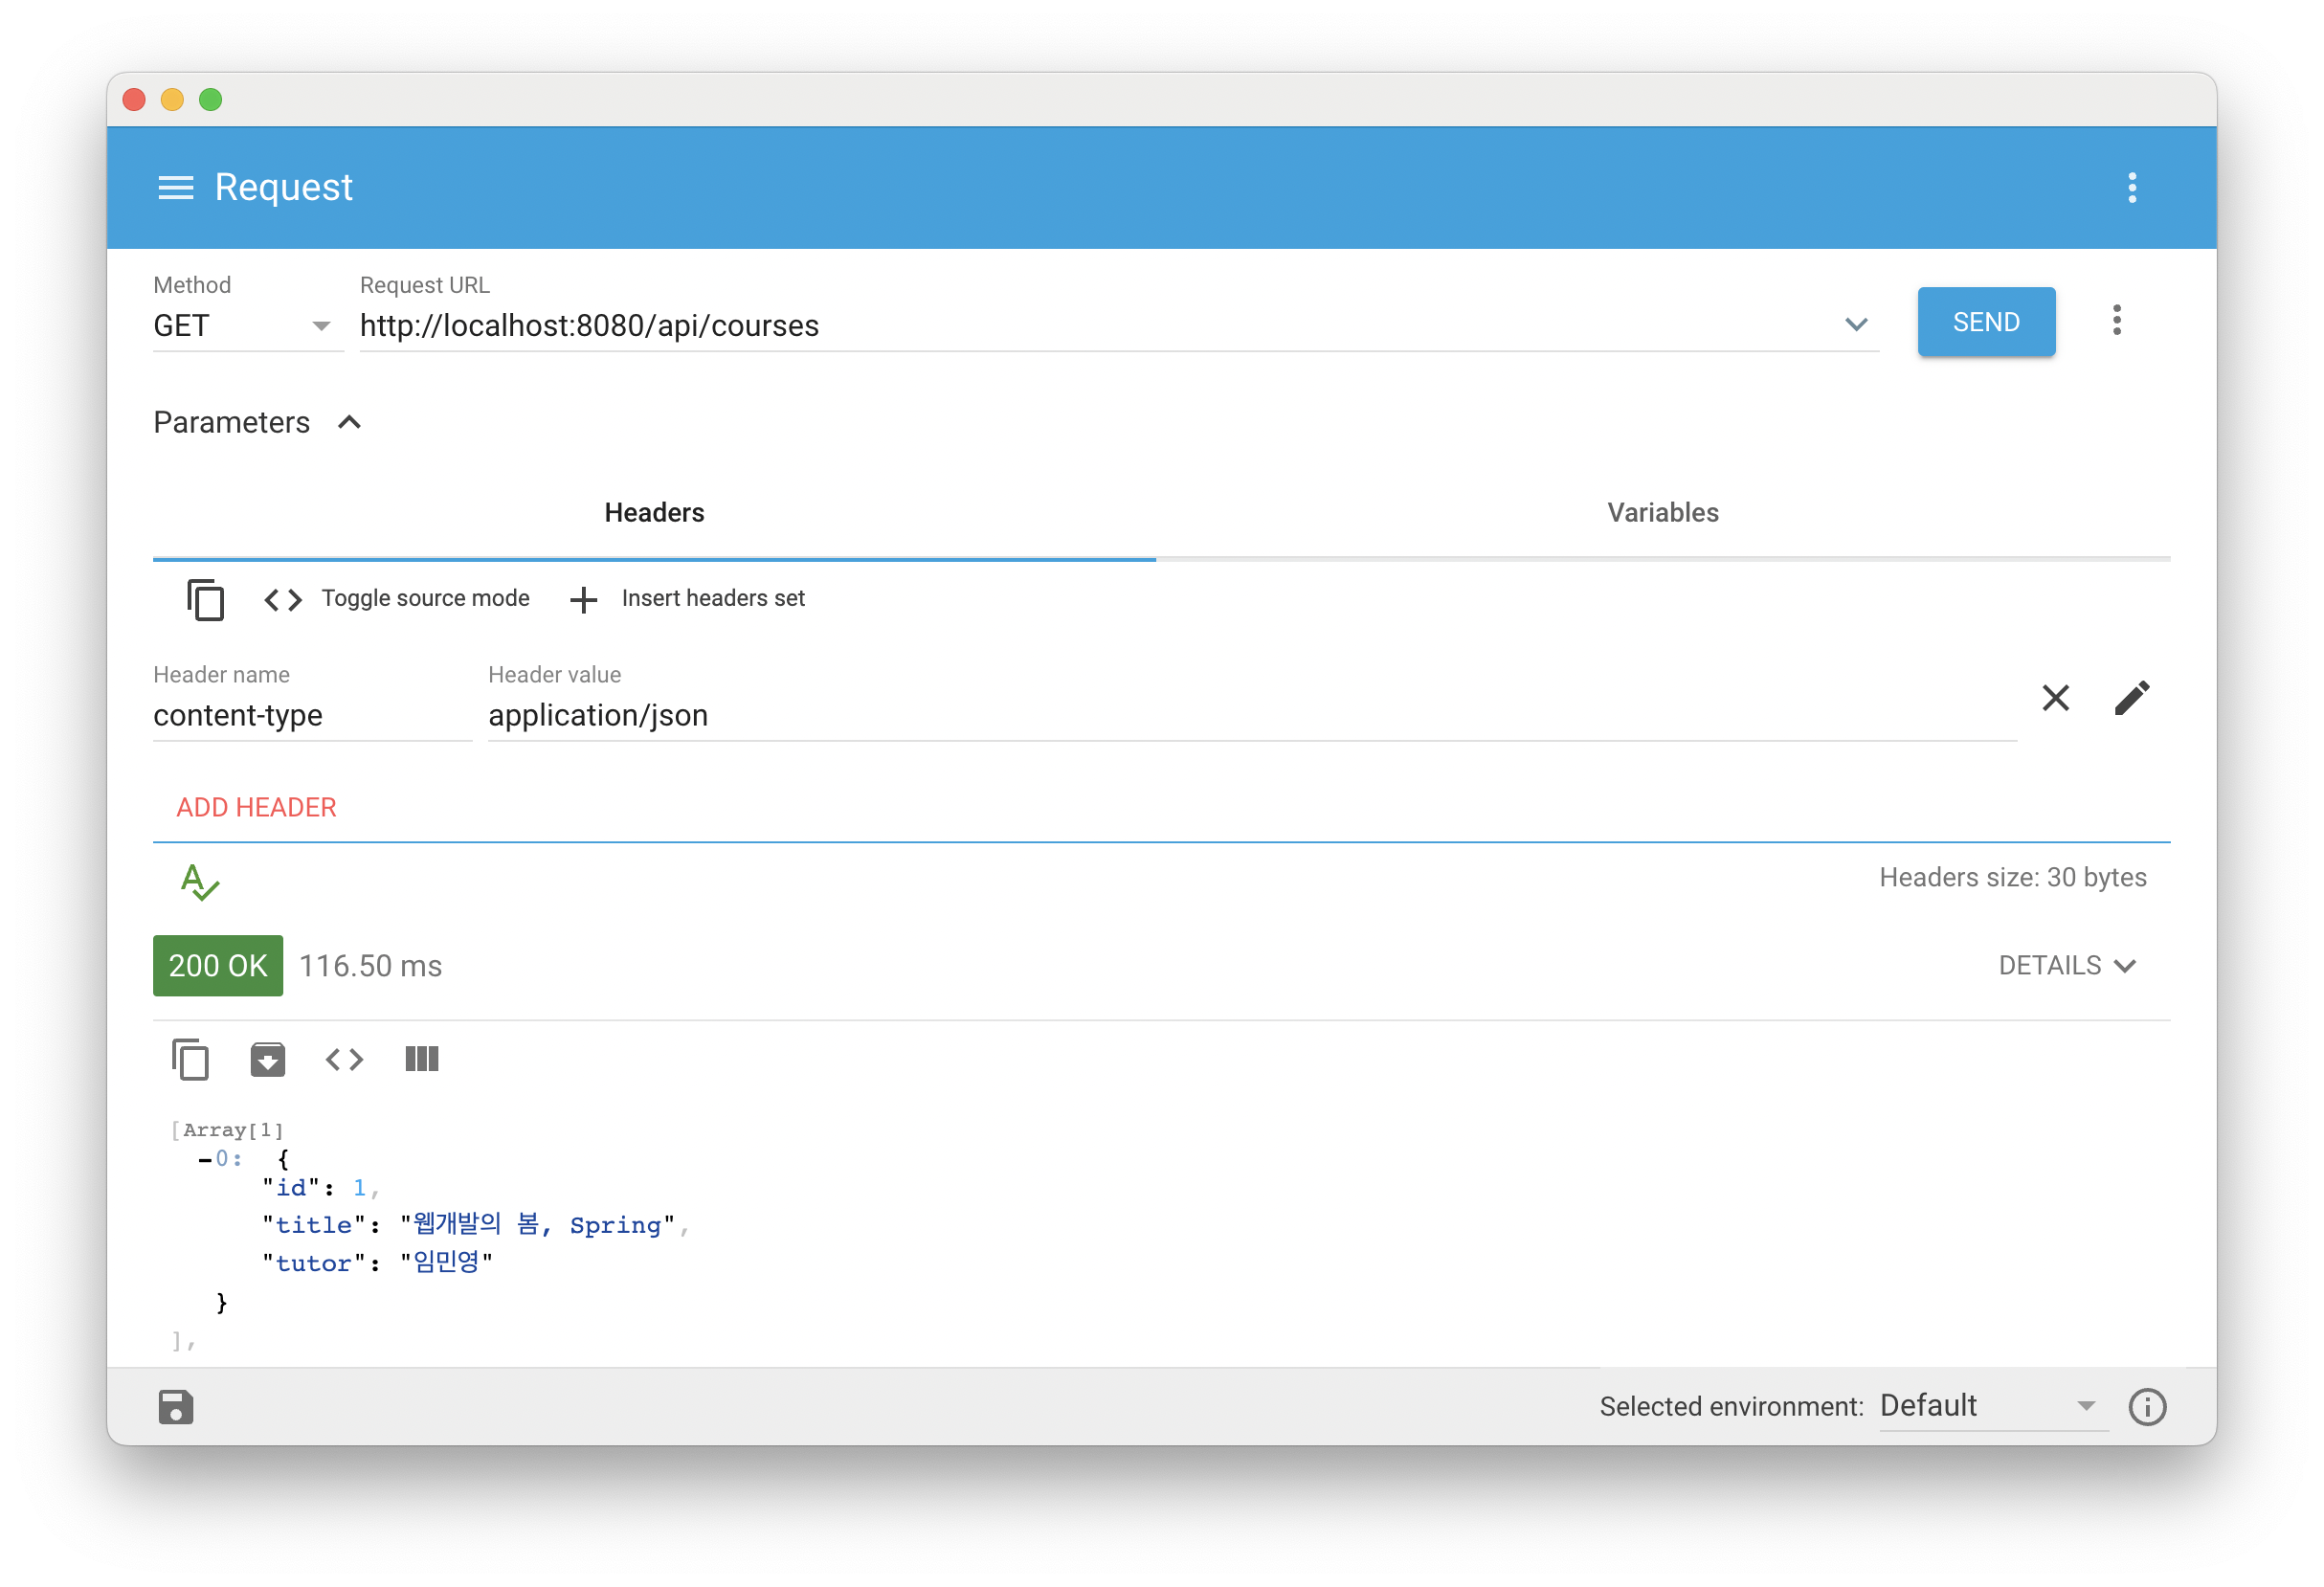 Request
Method
Request URL
GET
http://localhost:8080/api/courses
SEND
Parameters
Headers
Variables
Toggle source mode
Insert headers set
Header name
Header value
content-type
application/json
ADD HEADER
Headers size: 30 bytes
200 OK
116.50 ms
DETAILS
[Array[1]
–0: {
"id": 1,
"title": "웹개발의 봄, Spring",
"tutor": "임민영"
}
],
Selected environment: Default